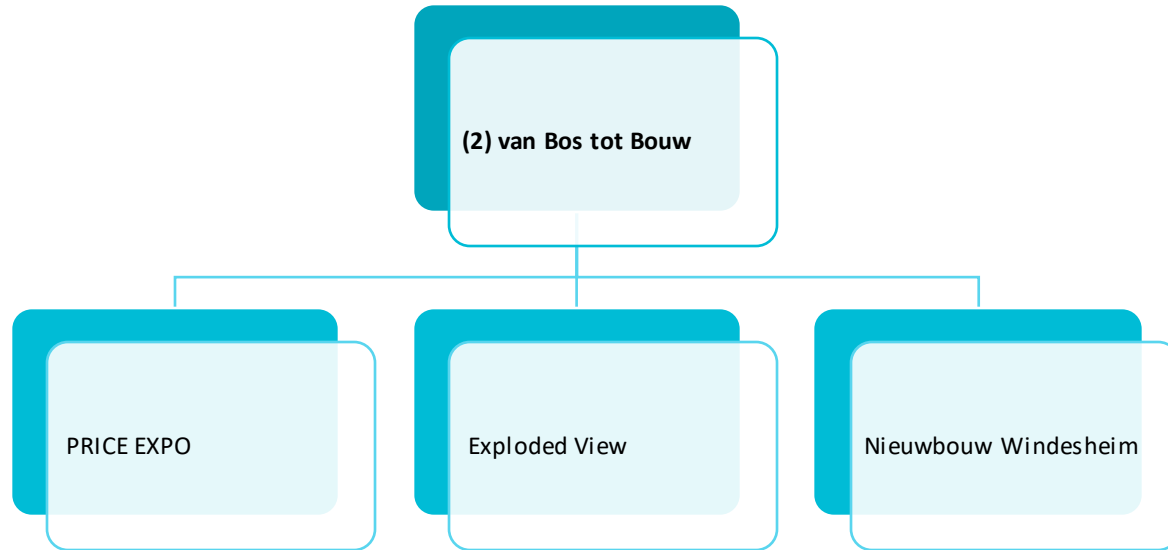 (2) van Bos tot Bouw
PRICE EXPO
Exploded View
Nieuwbouw Windesheim